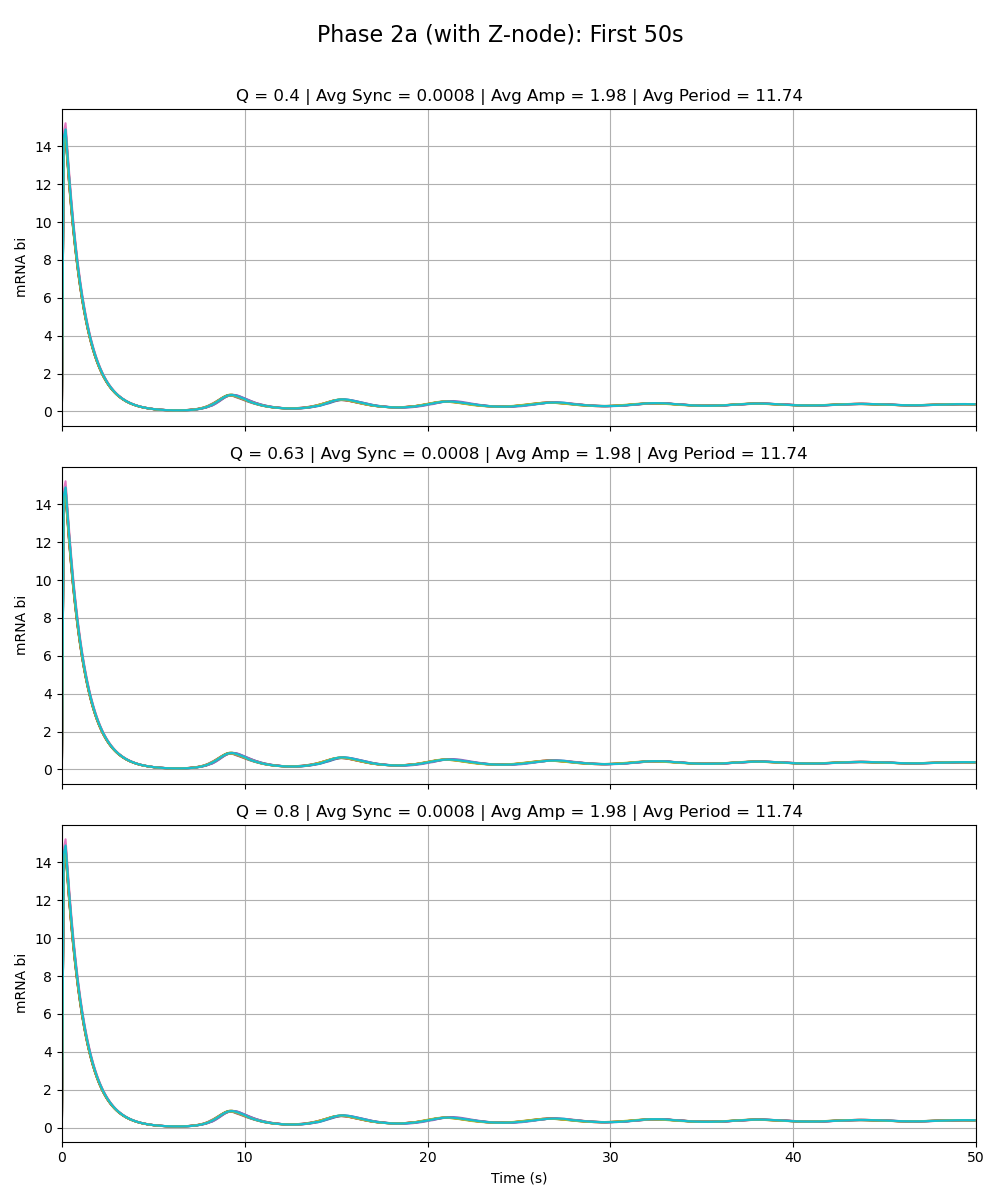 Phase 2a (with Z-node): First 50s
Q = 0.4 | Avg Sync = 0.0008 | Avg Amp = 1.98 | Avg Period = 11.74
14
12
10
8
6
4
2
0
mRNA bi
Q = 0.63 | Avg Sync = 0.0008 | Avg Amp = 1.98 | Avg Period = 11.74
14
12
10
8
6
4
2
0
mRNA bi
Q = 0.8 | Avg Sync = 0.0008 | Avg Amp = 1.98 | Avg Period = 11.74
14
12
10
8
6
4
2
0
mRNA bi
0 10 20 30 40 50
Time (s)